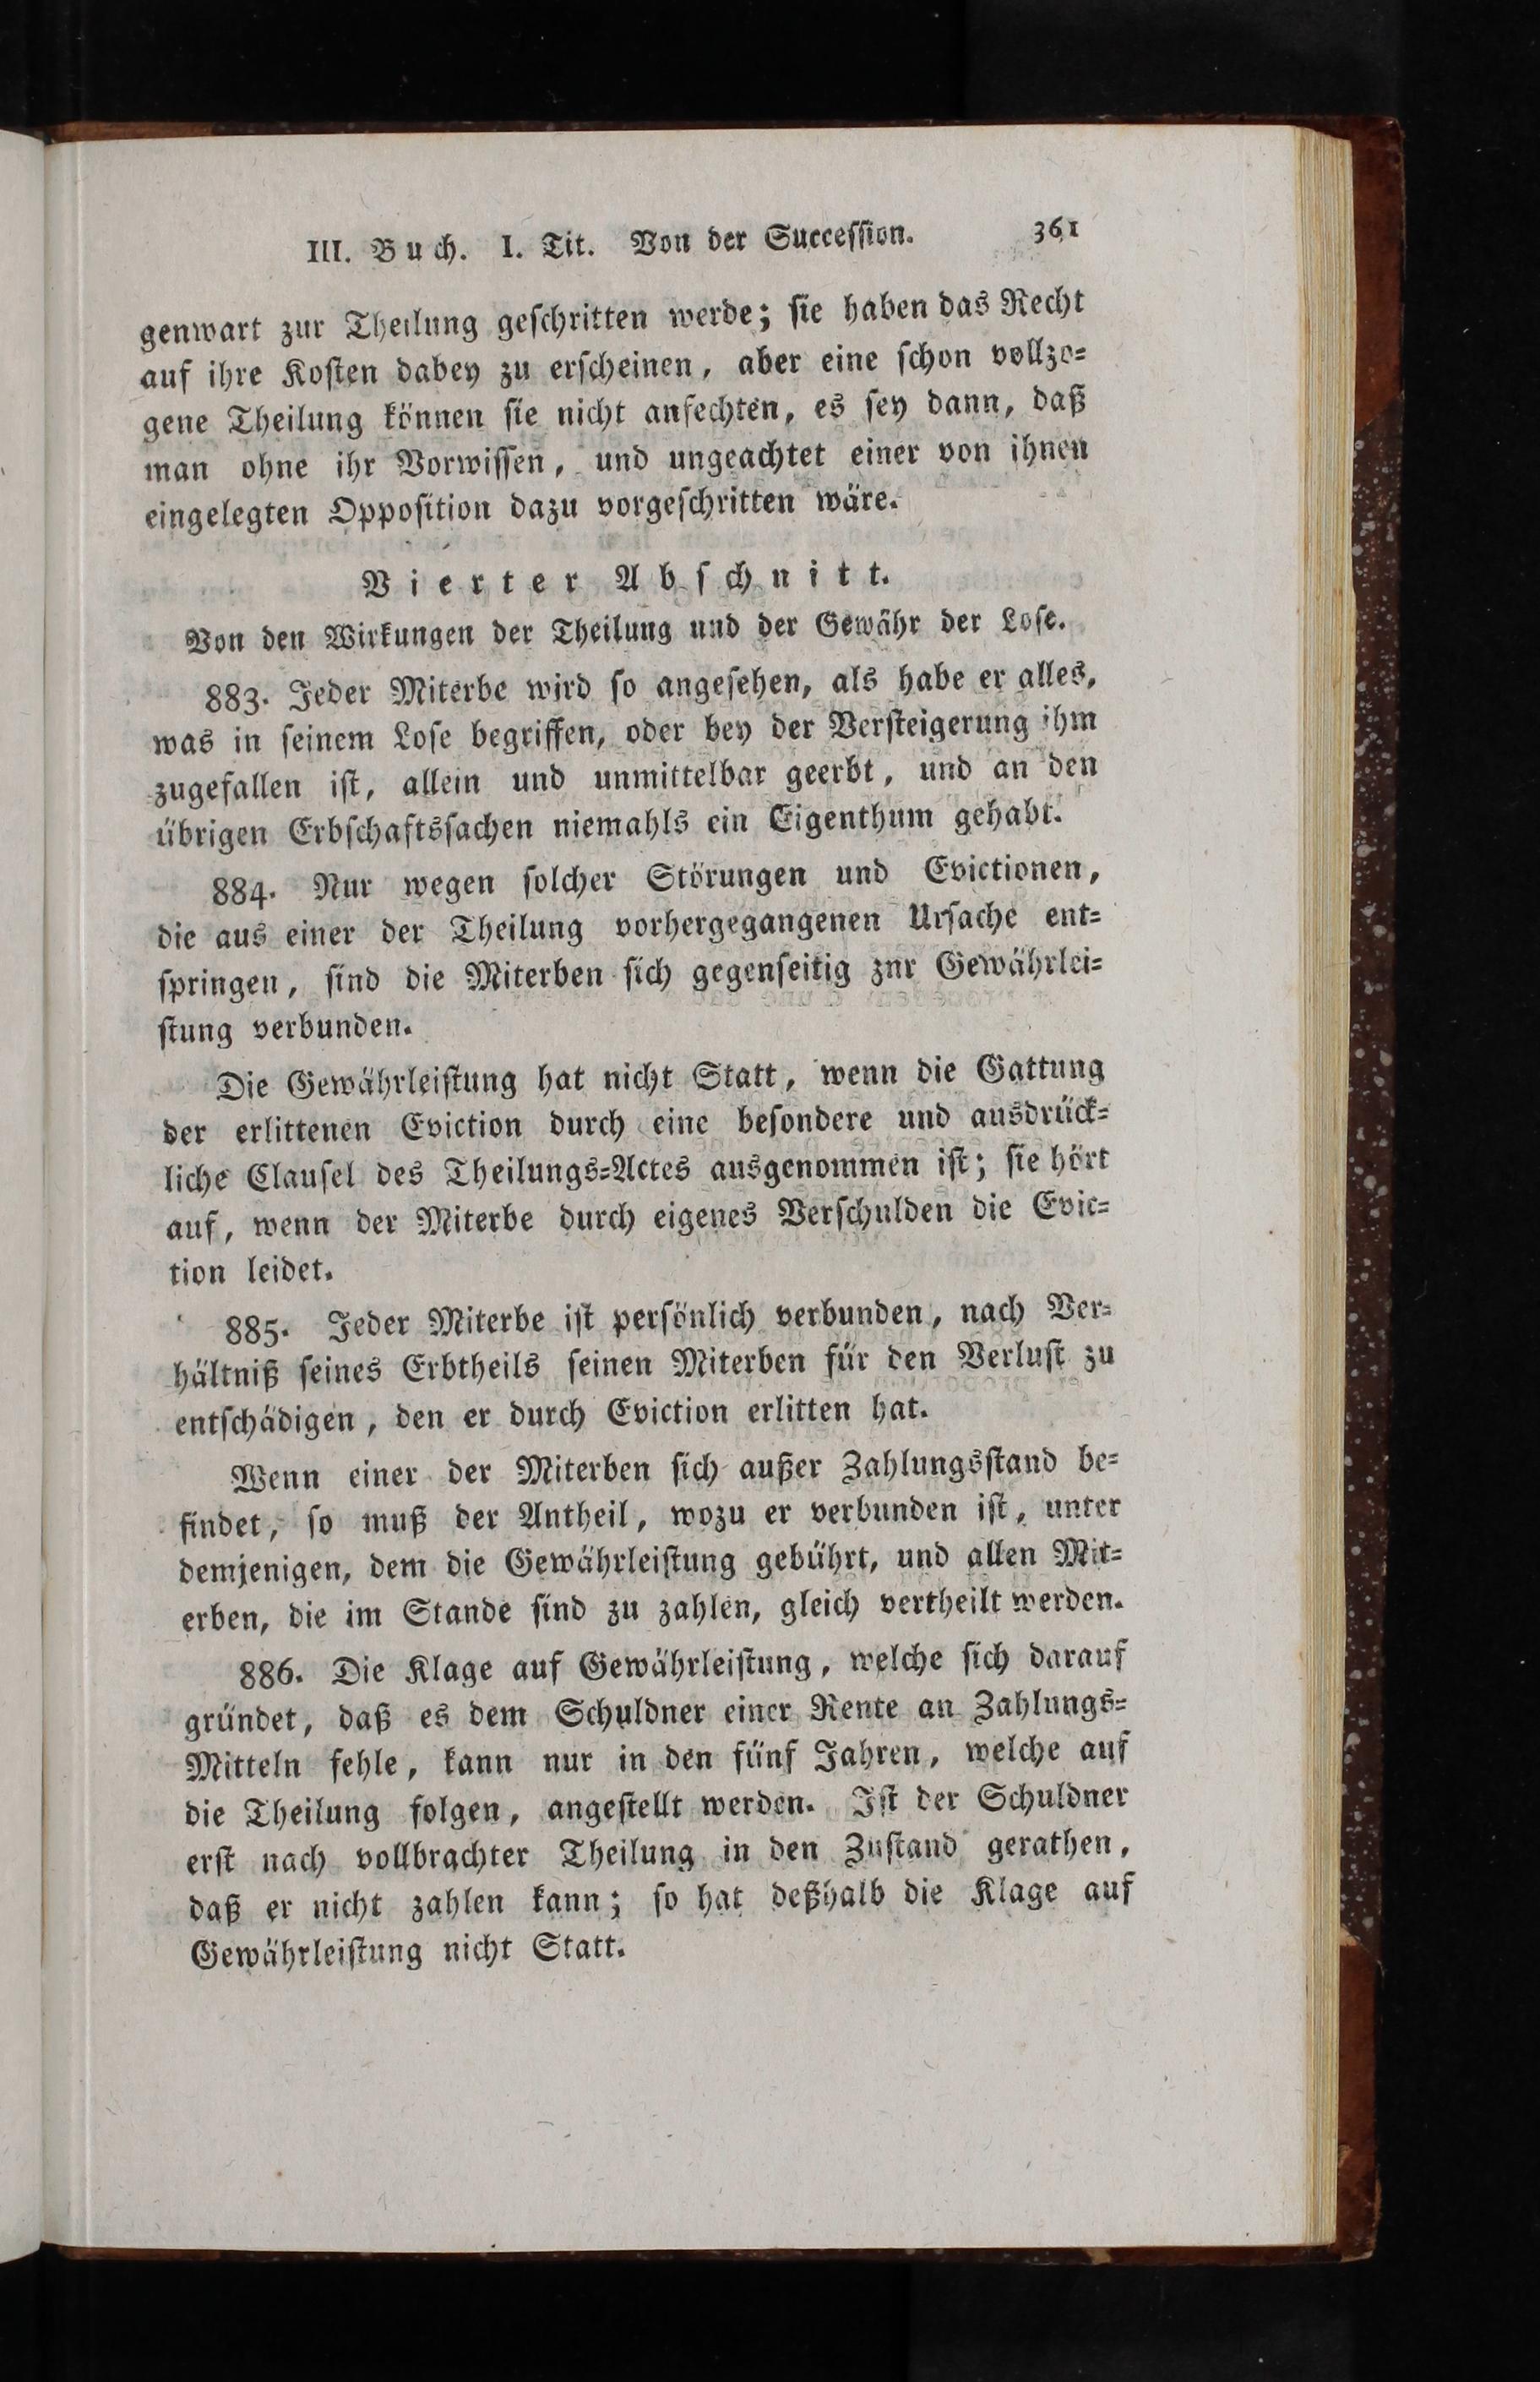 III. Buch. I. Tit. Von der Succession. 361
genwart zur Theilung geschritten werde; sie haben das Recht
auf ihre Kosten dabey zu erscheinen, aber eine schon vollzo=
gene Theilung können sie nicht anfechten, es sey dann, daß
man ohne ihr Vorwissen, und ungeachtet einer von ihnen
eingelegten Opposition dazu vorgeschritten wäre.
Vierter Abschnitt.
Von den Wirkungen der Theilung und der Gewähr der Lose.
883. Jeder Miterbe wird so angesehen, als habe er alles,
was in seinem Lose begriffen, oder bey der Versteigerung ihm
zugefallen ist, allein und unmittelbar geerbt, und an den
übrigen Erbschaftssachen niemahls ein Eigenthum gehabt.
884. Nur wegen solcher Störungen und Evictionen,
die aus einer der Theilung vorhergegangenen Ursache ent=
springen, sind die Miterben sich gegenseitig znr Gewährlei=
stung verbunden.
Die Gewährleistung hat nicht Statt, wenn die Gattung
der erlittenen Eviction durch eine besondere und ausdrück=
liche Clausel des Theilungs=Actes ausgenommen ist; sie hört
auf, wenn der Miterbe durch eigenes Verschulden die Evic=
tion leidet.
885. Jeder Miterbe ist persönlich verbunden, nach Ver=
hältniß seines Erbtheils seinen Miterben für den Verlust zu
entschädigen, den er durch Eviction erlitten hat.
Wenn einer der Miterben sich außer Zahlungsstand be=
findet, so muß der Antheil, wozu er verbunden ist, unter
demjenigen, dem die Gewährleistung gebührt, und allen Mit=
erben, die im Stande sind zu zahlen, gleich vertheilt werden.
886. Die Klage auf Gewährleistung, welche sich darauf
gründet, daß es dem Schuldner einer Rente an Zahlungs=
Mitteln fehle, kann nur in den fünf Jahren, welche auf
die Theilung folgen, angestellt werden. Ist der Schuldner
erst nach vollbrachter Theilung in den Zustand gerathen,
daß er nicht zahlen kann; so hat deßhalb die Klage auf
Gewährleistung nicht Statt.